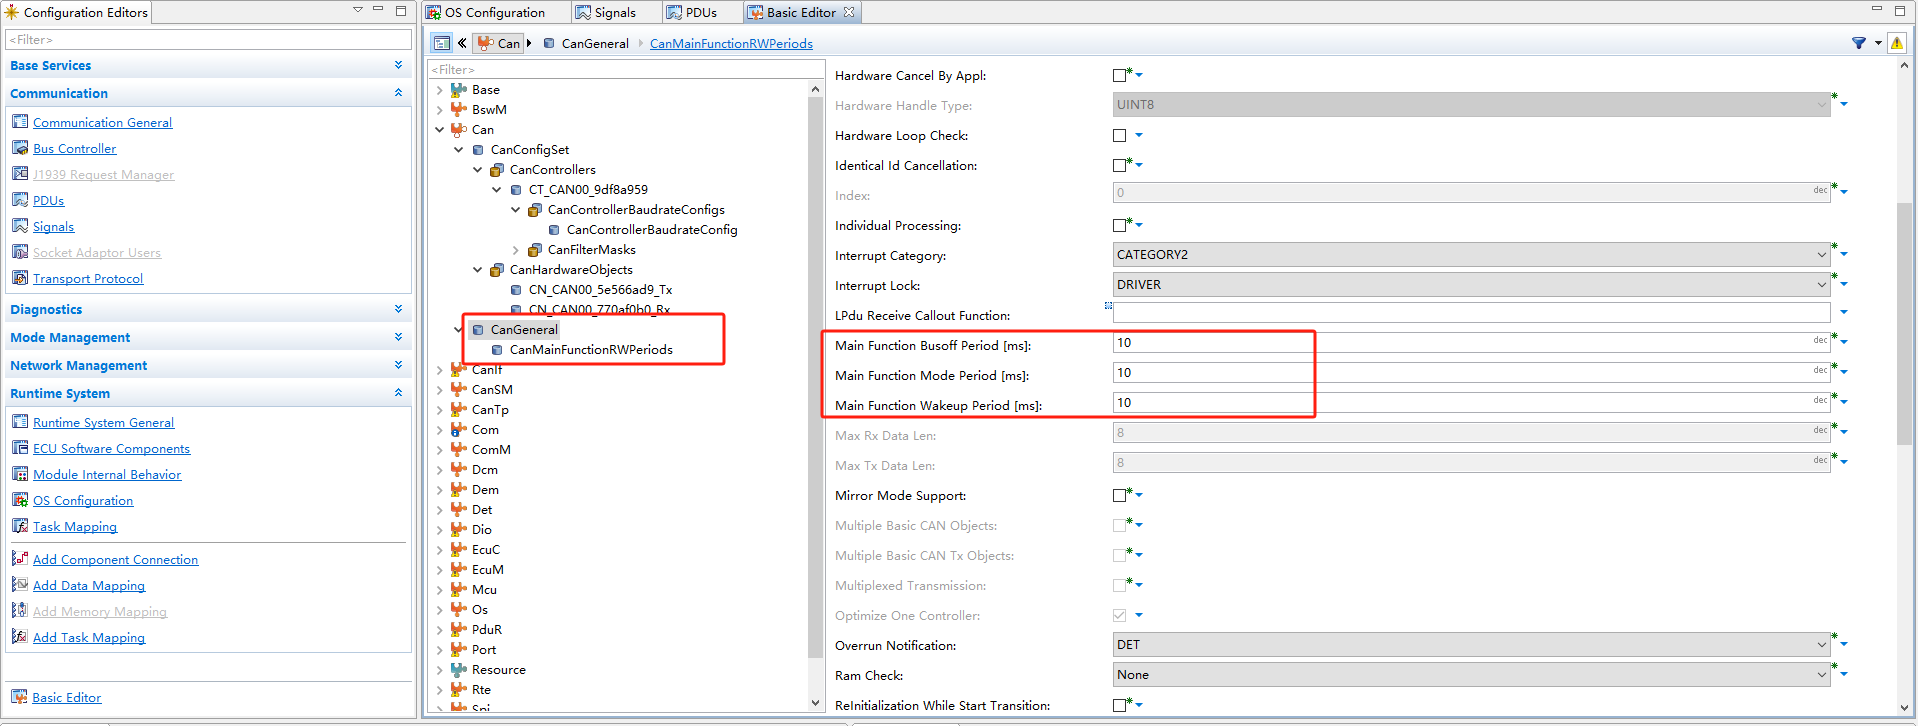 Configuration Editors
<Filter>
Base Services
Communication
Communication General
Bus Controller
J1939 Request Manager
PDUs
Signals
Socket Adaptor Users
Transport Protocol
Diagnostics
Mode Management
Network Management
Runtime System
Runtime System General
ECU Software Components
Module Internal Behavior
OS Configuration
Task Mapping
Add Component Connection
Add Data Mapping
Add Memory Mapping
Add Task Mapping
Basic Editor
OS Configuration
Signals
PDUs
Basic Editor
Can
CanGeneral
CanMainFunctionRWPeriods
<Filter>
Base
BswM
Can
CanConfigSet
CanControllers
CT_CAN00_9df8a959
CanControllerBaudrateConfigs
CanControllerBaudrateConfig
CanFilterMasks
CanHardwareObjects
CN_CAN00_5e566ad9_Tx
CN_CAN00_770af0b0_Rx
CanGeneral
CanMainFunctionRWPeriods
CanIf
CanSM
CanTp
Com
ComM
Dcm
Dem
Det
Dio
EcuC
EcuM
Mcu
Os
PduR
Port
Resource
Rte
Spi
Hardware Cancel By Appl:
Hardware Handle Type: UINT8
Hardware Loop Check:
Identical Id Cancellation:
Index: 0 dec
Individual Processing:
Interrupt Category: CATEGORY2
Interrupt Lock: DRIVER
LPdu Receive Callout Function:
Main Function Busoff Period [ms]: 10 dec
Main Function Mode Period [ms]: 10 dec
Main Function Wakeup Period [ms]: 10 dec
Max Rx Data Len: 8 dec
Max Tx Data Len: 8 dec
Mirror Mode Support:
Multiple Basic CAN Objects:
Multiple Basic CAN Tx Objects:
Multiplexed Transmission:
Optimize One Controller:
Overrun Notification: DET
Ram Check: None
ReInitialization While Start Transition: